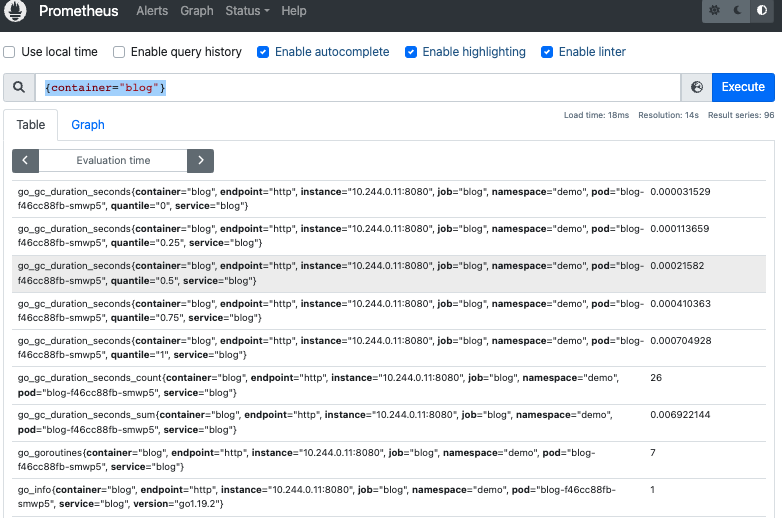 Prometheus Alerts Graph Status Help
Use local time Enable query history Enable autocomplete Enable highlighting Enable linter
{container="blog"} Execute
Load time: 18ms Resolution: 14s Result series: 96
Table Graph
Evaluation time
go_gc_duration_seconds{container="blog", endpoint="http", instance="10.244.0.11:8080", job="blog", namespace="demo", pod="blog- 0.000031529
f46cc88fb-smwp5", quantile="0", service="blog"}
go_gc_duration_seconds{container="blog", endpoint="http", instance="10.244.0.11:8080", job="blog", namespace="demo", pod="blog- 0.000113659
f46cc88fb-smwp5", quantile="0.25", service="blog"}
go_gc_duration_seconds{container="blog", endpoint="http", instance="10.244.0.11:8080", job="blog", namespace="demo", pod="blog- 0.00021582
f46cc88fb-smwp5", quantile="0.5", service="blog"}
go_gc_duration_seconds{container="blog", endpoint="http", instance="10.244.0.11:8080", job="blog", namespace="demo", pod="blog- 0.000410363
f46cc88fb-smwp5", quantile="0.75", service="blog"}
go_gc_duration_seconds{container="blog", endpoint="http", instance="10.244.0.11:8080", job="blog", namespace="demo", pod="blog- 0.000704928
f46cc88fb-smwp5", quantile="1", service="blog"}
go_gc_duration_seconds_count{container="blog", endpoint="http", instance="10.244.0.11:8080", job="blog", namespace="demo", 26
pod="blog-f46cc88fb-smwp5", service="blog"}
go_gc_duration_seconds_sum{container="blog", endpoint="http", instance="10.244.0.11:8080", job="blog", namespace="demo", 0.006922144
pod="blog-f46cc88fb-smwp5", service="blog"}
go_goroutines{container="blog", endpoint="http", instance="10.244.0.11:8080", job="blog", namespace="demo", pod="blog- 7
f46cc88fb-smwp5", service="blog"}
go_info{container="blog", endpoint="http", instance="10.244.0.11:8080", job="blog", namespace="demo", pod="blog-f46cc88fb- 1
smwp5", service="blog", version="go1.19.2"}